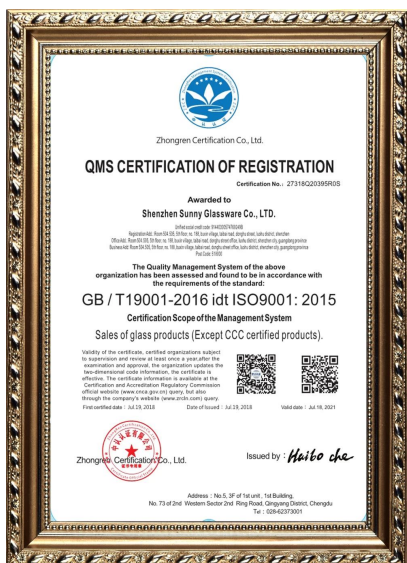 Zhongren Certification Co., Ltd.
QMS CERTIFICATION OF REGISTRATION
Certification No.: 27318Q20395R0S
Awarded to
Shenzhen Sunny Glassware Co., LTD.
The Quality Management System of the above
organization has been assessed and found to be in accordance with
the requirements of the standard:
GB / T19001-2016 idt ISO9001: 2015
Certification Scope of the Management System
Sales of glass products (Except CCC certified products).
Validity of the certificate, certified organizations subject
to supervision and review at least once a year,after the
examination and approval, the organization updates the
two-dimensional code information, the certificate is
effective. The certificate information is available at the
Certification and Accreditation Regulatory Commission
official website (www.cnca.gov.cn) query, but also
through the company's website (www.zrcln.com) query.
First certified date : Jul 19, 2018 Date of Issued : Jul 19, 2018 Valid date : Jul 18, 2021
Zhongren Certification Co., Ltd.
Issued by : Haibo che
Address : No.5, 3F of 1st unit , 1st Building,
No. 73 of 2nd Western Sector 2nd Ring Road, Qingyang District, Chengdu
Tel : 028-62373001